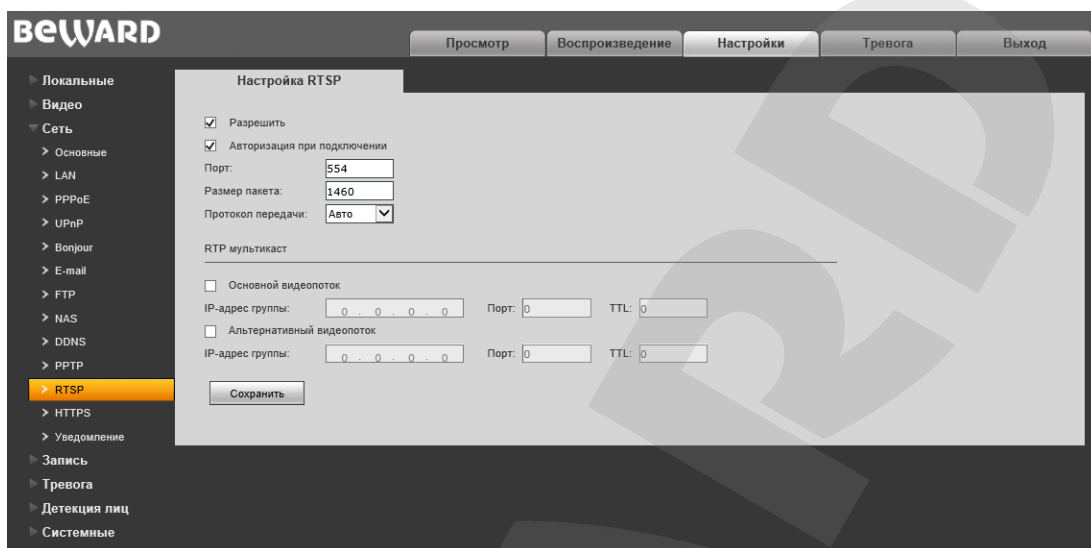 BEWARD
Просмотр Воспроизведение Настройки Тревога Выход
Локальные
Видео
Сеть
Основные
LAN
PPPoE
UPnP
Bonjour
E-mail
FTP
NAS
DDNS
PPTP
RTSP
HTTPS
Уведомление
Запись
Тревога
Детекция лиц
Системные
Настройка RTSP
Разрешить
Авторизация при подключении
Порт: 554
Размер пакета: 1460
Протокол передачи: Авто
RTP мультикаст
Основной видеопоток
IP-адрес группы: 0 . 0 . 0 . 0 Порт: 0 TTL: 0
Альтернативный видеопоток
IP-адрес группы: 0 . 0 . 0 . 0 Порт: 0 TTL: 0
Сохранить